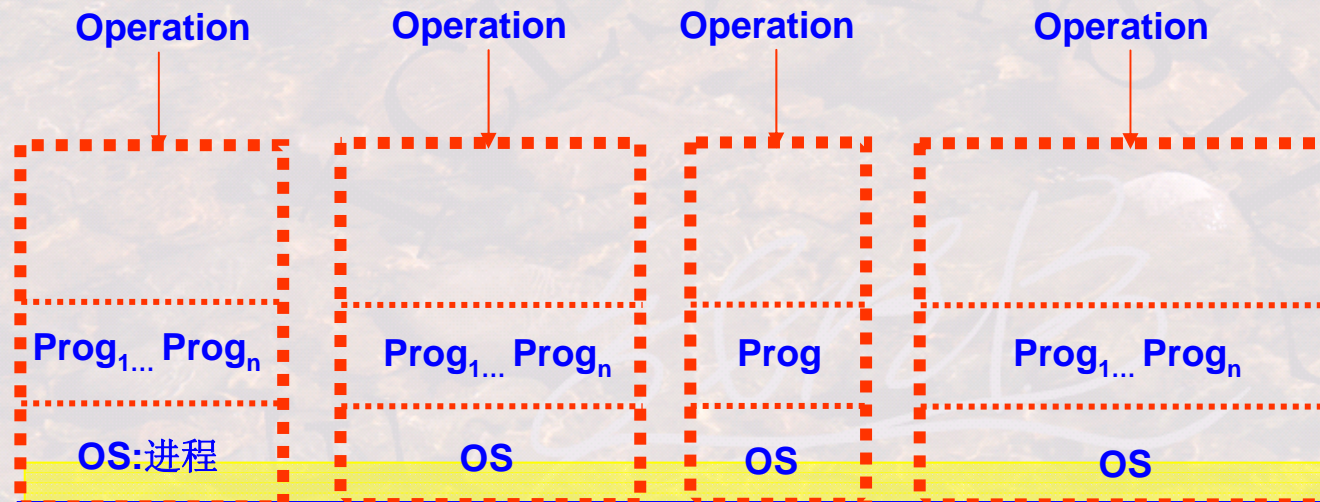 Operation Operation Operation Operation
Prog1... Progn Prog1... Progn Prog Prog1... Progn
OS:进程 OS OS OS